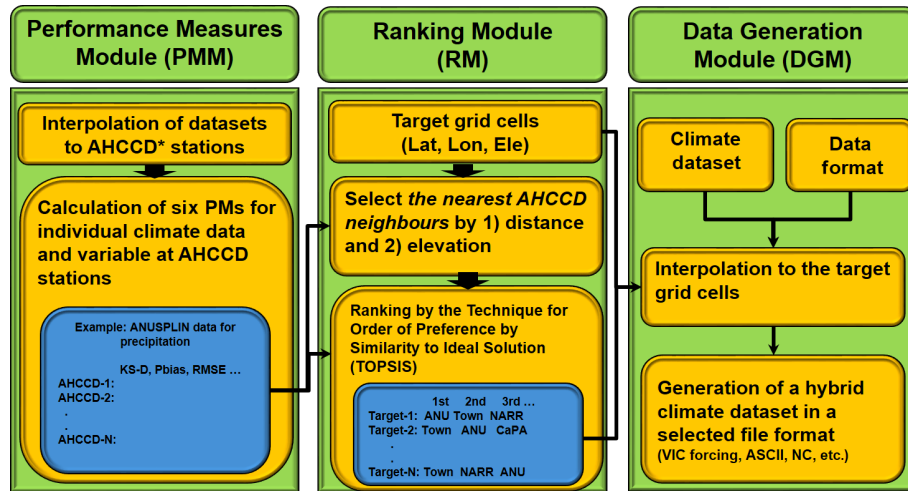 Performance Measures
Module (PMM)
Interpolation of datasets
to AHCCD* stations
Calculation of six PMs for
individual climate data
and variable at AHCCD
stations
Example: ANUSPLIN data for
precipitation
KS-D, Pbias, RMSE ...
AHCCD-1:
AHCCD-2:
.
.
AHCCD-N:
Ranking Module
(RM)
Target grid cells
(Lat, Lon, Ele)
Select the nearest AHCCD
neighbours by 1) distance
and 2) elevation
Ranking by the Technique for
Order of Preference by
Similarity to Ideal Solution
(TOPSIS)
1st 2nd 3rd ...
Target-1: ANU Town NARR
Target-2: Town ANU CaPA
.
.
Target-N: Town NARR ANU
Data Generation
Module (DGM)
Climate
dataset
Data
format
Interpolation to the target
grid cells
Generation of a hybrid
climate dataset in a
selected file format
(VIC forcing, ASCII, NC, etc.)